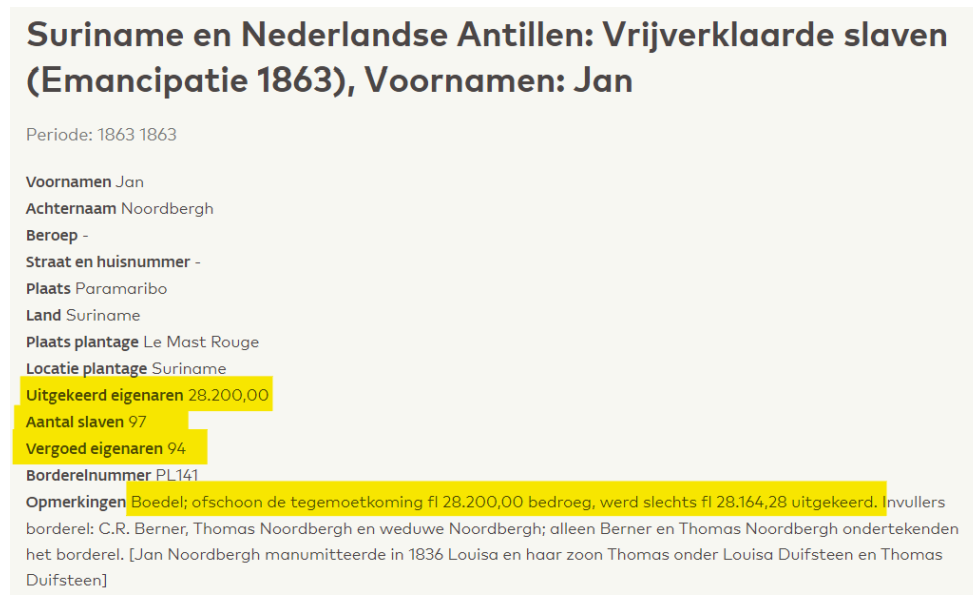 Suriname en Nederlandse Antillen: Vrijverklaarde slaven
(Emancipatie 1863), Voornamen: Jan
Periode: 1863 1863
Voornamen Jan
Achternaam Noordbergh
Beroep -
Straat en huisnummer -
Plaats Paramaribo
Land Suriname
Plaats plantage Le Mast Rouge
Locatie plantage Suriname
Uitgekeerd eigenaren 28.200,00
Aantal slaven 97
Vergoed eigenaren 94
Borderelnummer PL141
Opmerkingen Boedel; ofschoon de tegemoetkoming fl 28.200,00 bedroeg, werd slechts fl 28.164,28 uitgekeerd. Invullers
borderel: C.R. Berner, Thomas Noordbergh en weduwe Noordbergh; alleen Berner en Thomas Noordbergh ondertekenden
het borderel. [Jan Noordbergh manumitteerde in 1836 Louisa en haar zoon Thomas onder Louisa Duifsteen en Thomas
Duifsteen]